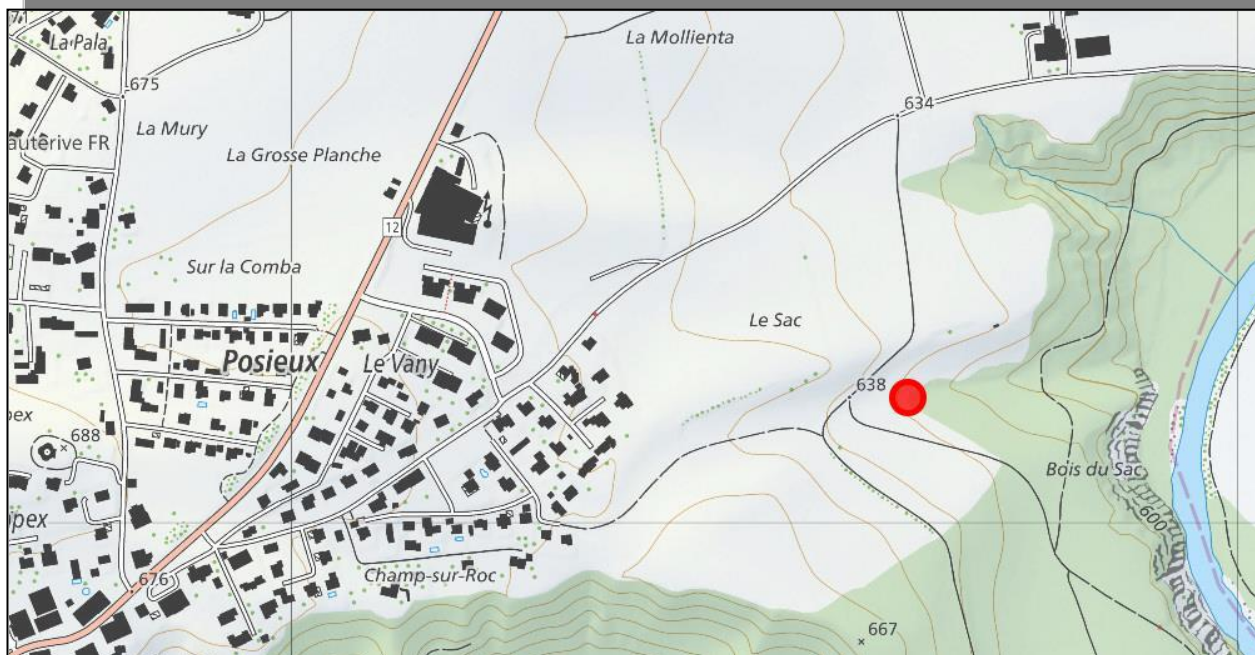 La Mollienta
La Pala
675
634
La Mury
auterive FR
La Grosse Planche
12
Sur la Comba
Le Sac
Posieux
Le Vany
638
pex
688
Bois du Sac
600
pex
Champ-sur-Roc
676
667